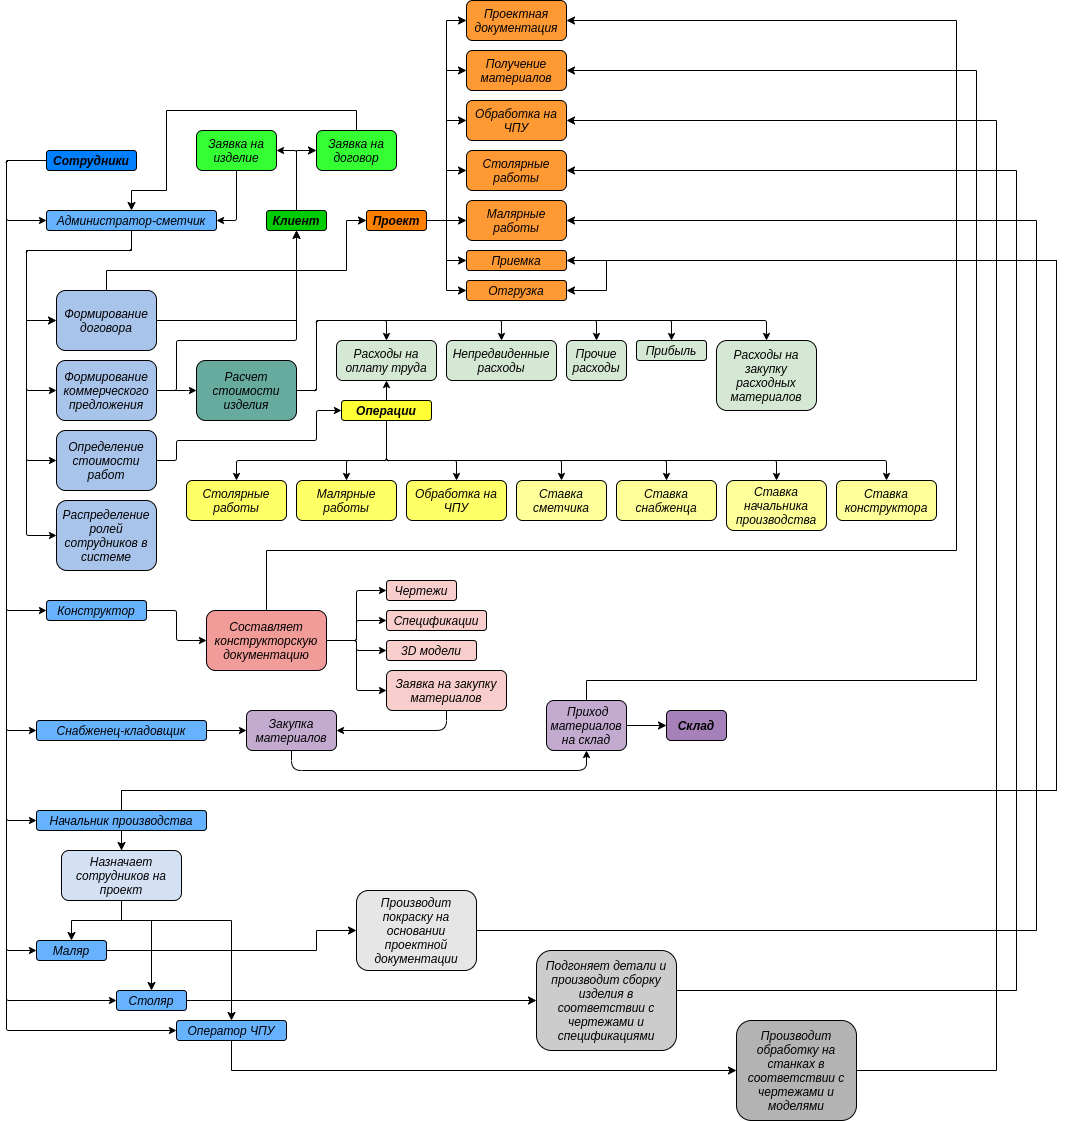 Проектная
документация
Получение
материалов
Обработка на
ЧПУ
Столярные
работы
Малярные
работы
Приемка
Отгрузка
Заявка на
изделие
Заявка на
договор
Сотрудники
Администратор-сметчик
Клиент
Проект
Формирование
договора
Формирование
коммерческого
предложения
Расчет
стоимости
изделия
Расходы на
оплату труда
Непредвиденные
расходы
Прочие
расходы
Прибыль
Расходы на
закупку
расходных
материалов
Операции
Определение
стоимости
работ
Распределение
ролей
сотрудников в
системе
Столярные
работы
Малярные
работы
Обработка на
ЧПУ
Ставка
сметчика
Ставка
снабженца
Ставка
начальника
производства
Ставка
конструктора
Конструктор
Составляет
конструкторскую
документацию
Чертежи
Спецификации
3D модели
Заявка на закупку
материалов
Снабженец-кладовщик
Закупка
материалов
Приход
материалов
на склад
Склад
Начальник производства
Назначает
сотрудников на
проект
Маляр
Производит
покраску на
основании
проектной
документации
Столяр
Подгоняет детали и
производит сборку
изделия в
соответствии с
чертежами и
спецификациями
Оператор ЧПУ
Производит
обработку на
станках в
соответствии с
чертежами и
моделями